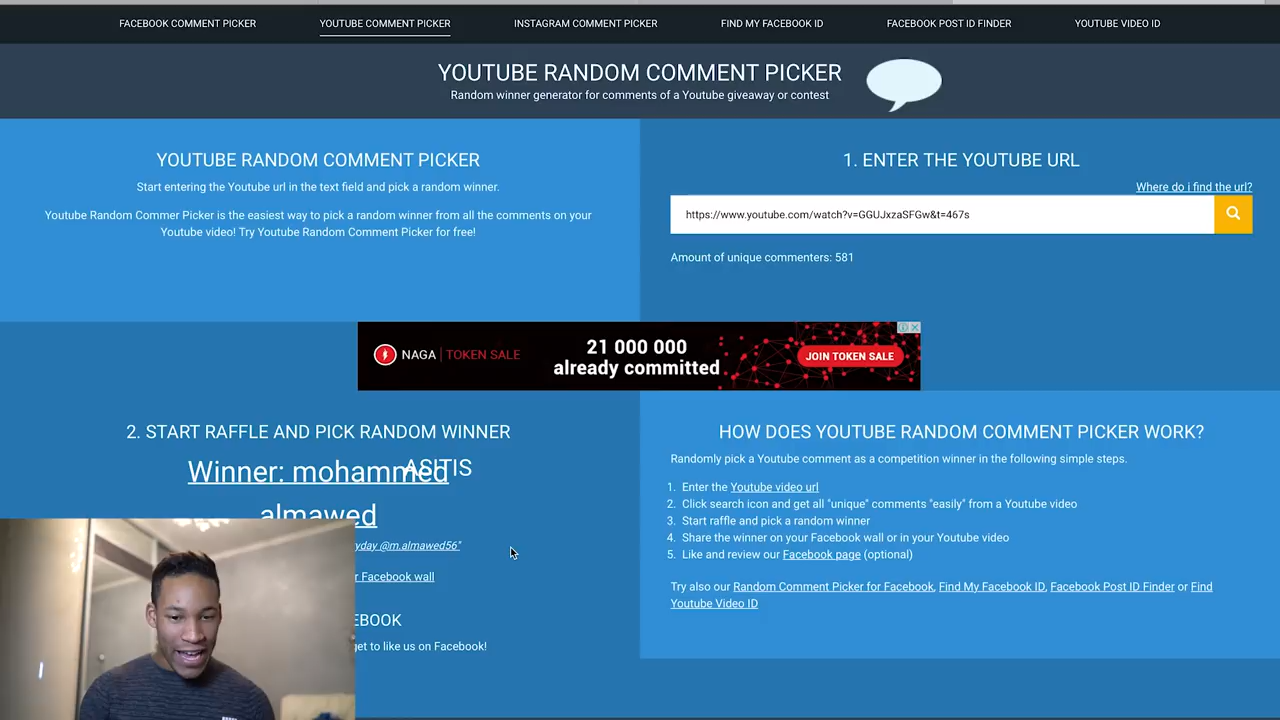 FACEBOOK COMMENT PICKER
YOUTUBE COMMENT PICKER
INSTAGRAM COMMENT PICKER
FIND MY FACEBOOK ID
FACEBOOK POST ID FINDER
YOUTUBE VIDEO ID
YOUTUBE RANDOM COMMENT PICKER
Random winner generator for comments of a Youtube giveaway or contest
YOUTUBE RANDOM COMMENT PICKER
Start entering the Youtube url in the text field and pick a random winner.
Youtube Random Commer Picker is the easiest way to pick a random winner from all the comments on your
Youtube video! Try Youtube Random Comment Picker for free!
1. ENTER THE YOUTUBE URL
Where do i find the url?
https://www.youtube.com/watch?v=GGUJxzaSFGw&t=467s
Amount of unique commenters: 581
NAGA | TOKEN SALE
21 000 000
already committed
JOIN TOKEN SALE
2. START RAFFLE AND PICK RANDOM WINNER
Winner: mohammed
ASITIS
almawed
ryday @m.almawed56"
r Facebook wall
EBOOK
get to like us on Facebook!
HOW DOES YOUTUBE RANDOM COMMENT PICKER WORK?
Randomly pick a Youtube comment as a competition winner in the following simple steps.
1. Enter the Youtube video url
2. Click search icon and get all "unique" comments "easily" from a Youtube video
3. Start raffle and pick a random winner
4. Share the winner on your Facebook wall or in your Youtube video
5. Like and review our Facebook page (optional)
Try also our Random Comment Picker for Facebook, Find My Facebook ID, Facebook Post ID Finder or Find
Youtube Video ID